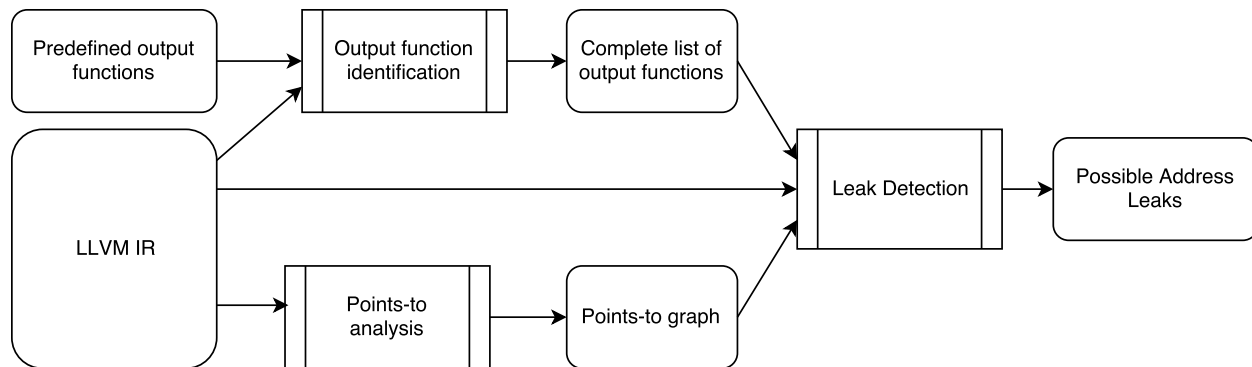 Predefined output
functions
Output function
identification
Complete list of
output functions
LLVM IR
Leak Detection
Possible Address
Leaks
Points-to
analysis
Points-to graph